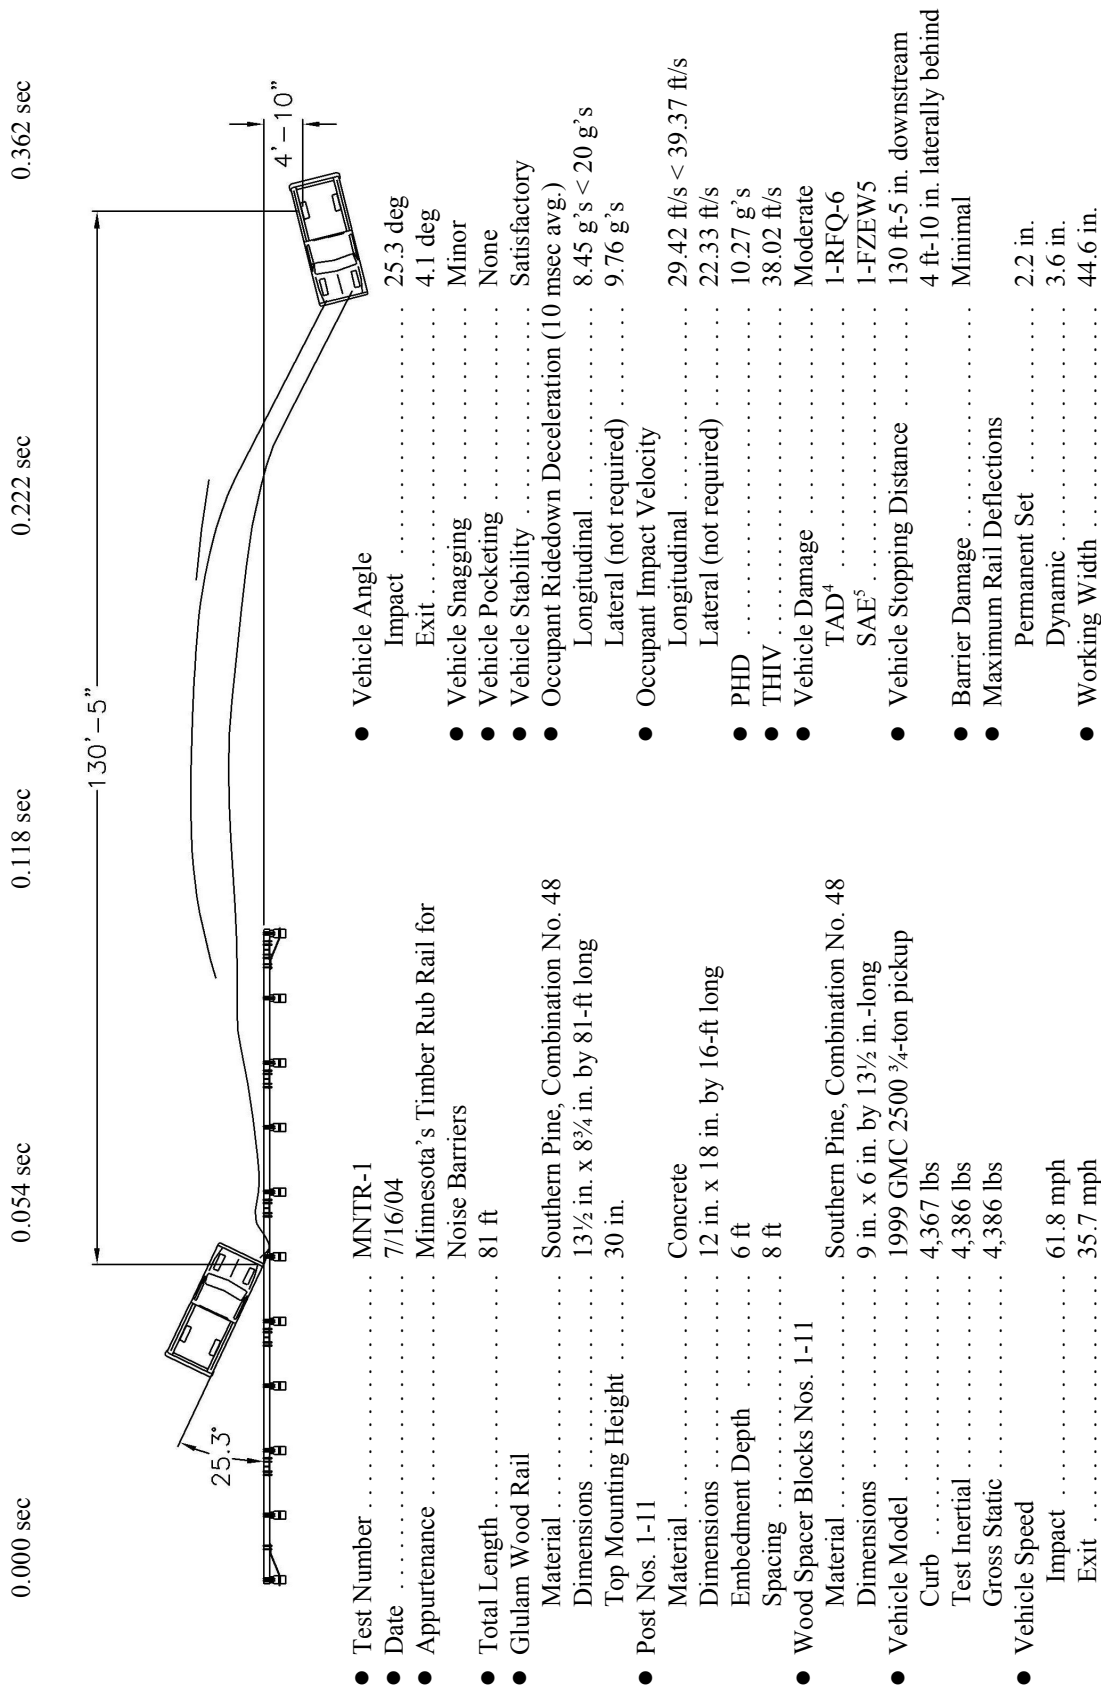 0.000 sec 0.054 sec 0.118 sec 0.222 sec 0.362 sec
130'-5"
4'-10"
25.3°
● Test Number . . . . . . . . . . . . . . . . . . . . MNTR-1
● Date . . . . . . . . . . . . . . . . . . . . . . . . . . 7/16/04
● Appurtenance . . . . . . . . . . . . . . . . . . . Minnesota's Timber Rub Rail for
Noise Barriers
● Total Length . . . . . . . . . . . . . . . . . . . . 81 ft
● Glulam Wood Rail
Material . . . . . . . . . . . . . . . . . . . . Southern Pine, Combination No. 48
Dimensions . . . . . . . . . . . . . . . . . 13½ in. x 8¾ in. by 81-ft long
Top Mounting Height . . . . . . . . . 30 in.
● Post Nos. 1-11
Material . . . . . . . . . . . . . . . . . . . . Concrete
Dimensions . . . . . . . . . . . . . . . . . 12 in. x 18 in. by 16-ft long
Embedment Depth . . . . . . . . . . . . 6 ft
Spacing . . . . . . . . . . . . . . . . . . . . 8 ft
● Wood Spacer Blocks Nos. 1-11
Material . . . . . . . . . . . . . . . . . . . . Southern Pine, Combination No. 48
Dimensions . . . . . . . . . . . . . . . . . 9 in. x 6 in. by 13½ in.-long
● Vehicle Model . . . . . . . . . . . . . . . . . . . 1999 GMC 2500 ¾-ton pickup
Curb . . . . . . . . . . . . . . . . . . . . . . 4,367 lbs
Test Inertial . . . . . . . . . . . . . . . . . 4,386 lbs
Gross Static . . . . . . . . . . . . . . . . . 4,386 lbs
● Vehicle Speed
Impact . . . . . . . . . . . . . . . . . . . . . 61.8 mph
Exit . . . . . . . . . . . . . . . . . . . . . . . 35.7 mph
● Vehicle Angle
Impact . . . . . . . . . . . . . . . . . . . . . 25.3 deg
Exit . . . . . . . . . . . . . . . . . . . . . . . 4.1 deg
● Vehicle Snagging . . . . . . . . . . . . . . . . . Minor
● Vehicle Pocketing . . . . . . . . . . . . . . . . None
● Vehicle Stability . . . . . . . . . . . . . . . . . . Satisfactory
● Occupant Ridedown Deceleration (10 msec avg.)
Longitudinal . . . . . . . . . . . . . . . . . 8.45 g's < 20 g's
Lateral (not required) . . . . . . . . . . 9.76 g's
● Occupant Impact Velocity
Longitudinal . . . . . . . . . . . . . . . . . 29.42 ft/s < 39.37 ft/s
Lateral (not required) . . . . . . . . . . 22.33 ft/s
● PHD . . . . . . . . . . . . . . . . . . . . . . . . . . 10.27 g's
● THIV . . . . . . . . . . . . . . . . . . . . . . . . . 38.02 ft/s
● Vehicle Damage . . . . . . . . . . . . . . . . . . Moderate
TAD⁴ . . . . . . . . . . . . . . . . . . . . . . 1-RFQ-6
SAE⁵ . . . . . . . . . . . . . . . . . . . . . . 1-FZEW5
● Vehicle Stopping Distance . . . . . . . . . . 130 ft-5 in. downstream
4 ft-10 in. laterally behind
● Barrier Damage . . . . . . . . . . . . . . . . . . Minimal
● Maximum Rail Deflections
Permanent Set . . . . . . . . . . . . . . . . 2.2 in.
Dynamic . . . . . . . . . . . . . . . . . . . . 3.6 in.
● Working Width . . . . . . . . . . . . . . . . . . 44.6 in.